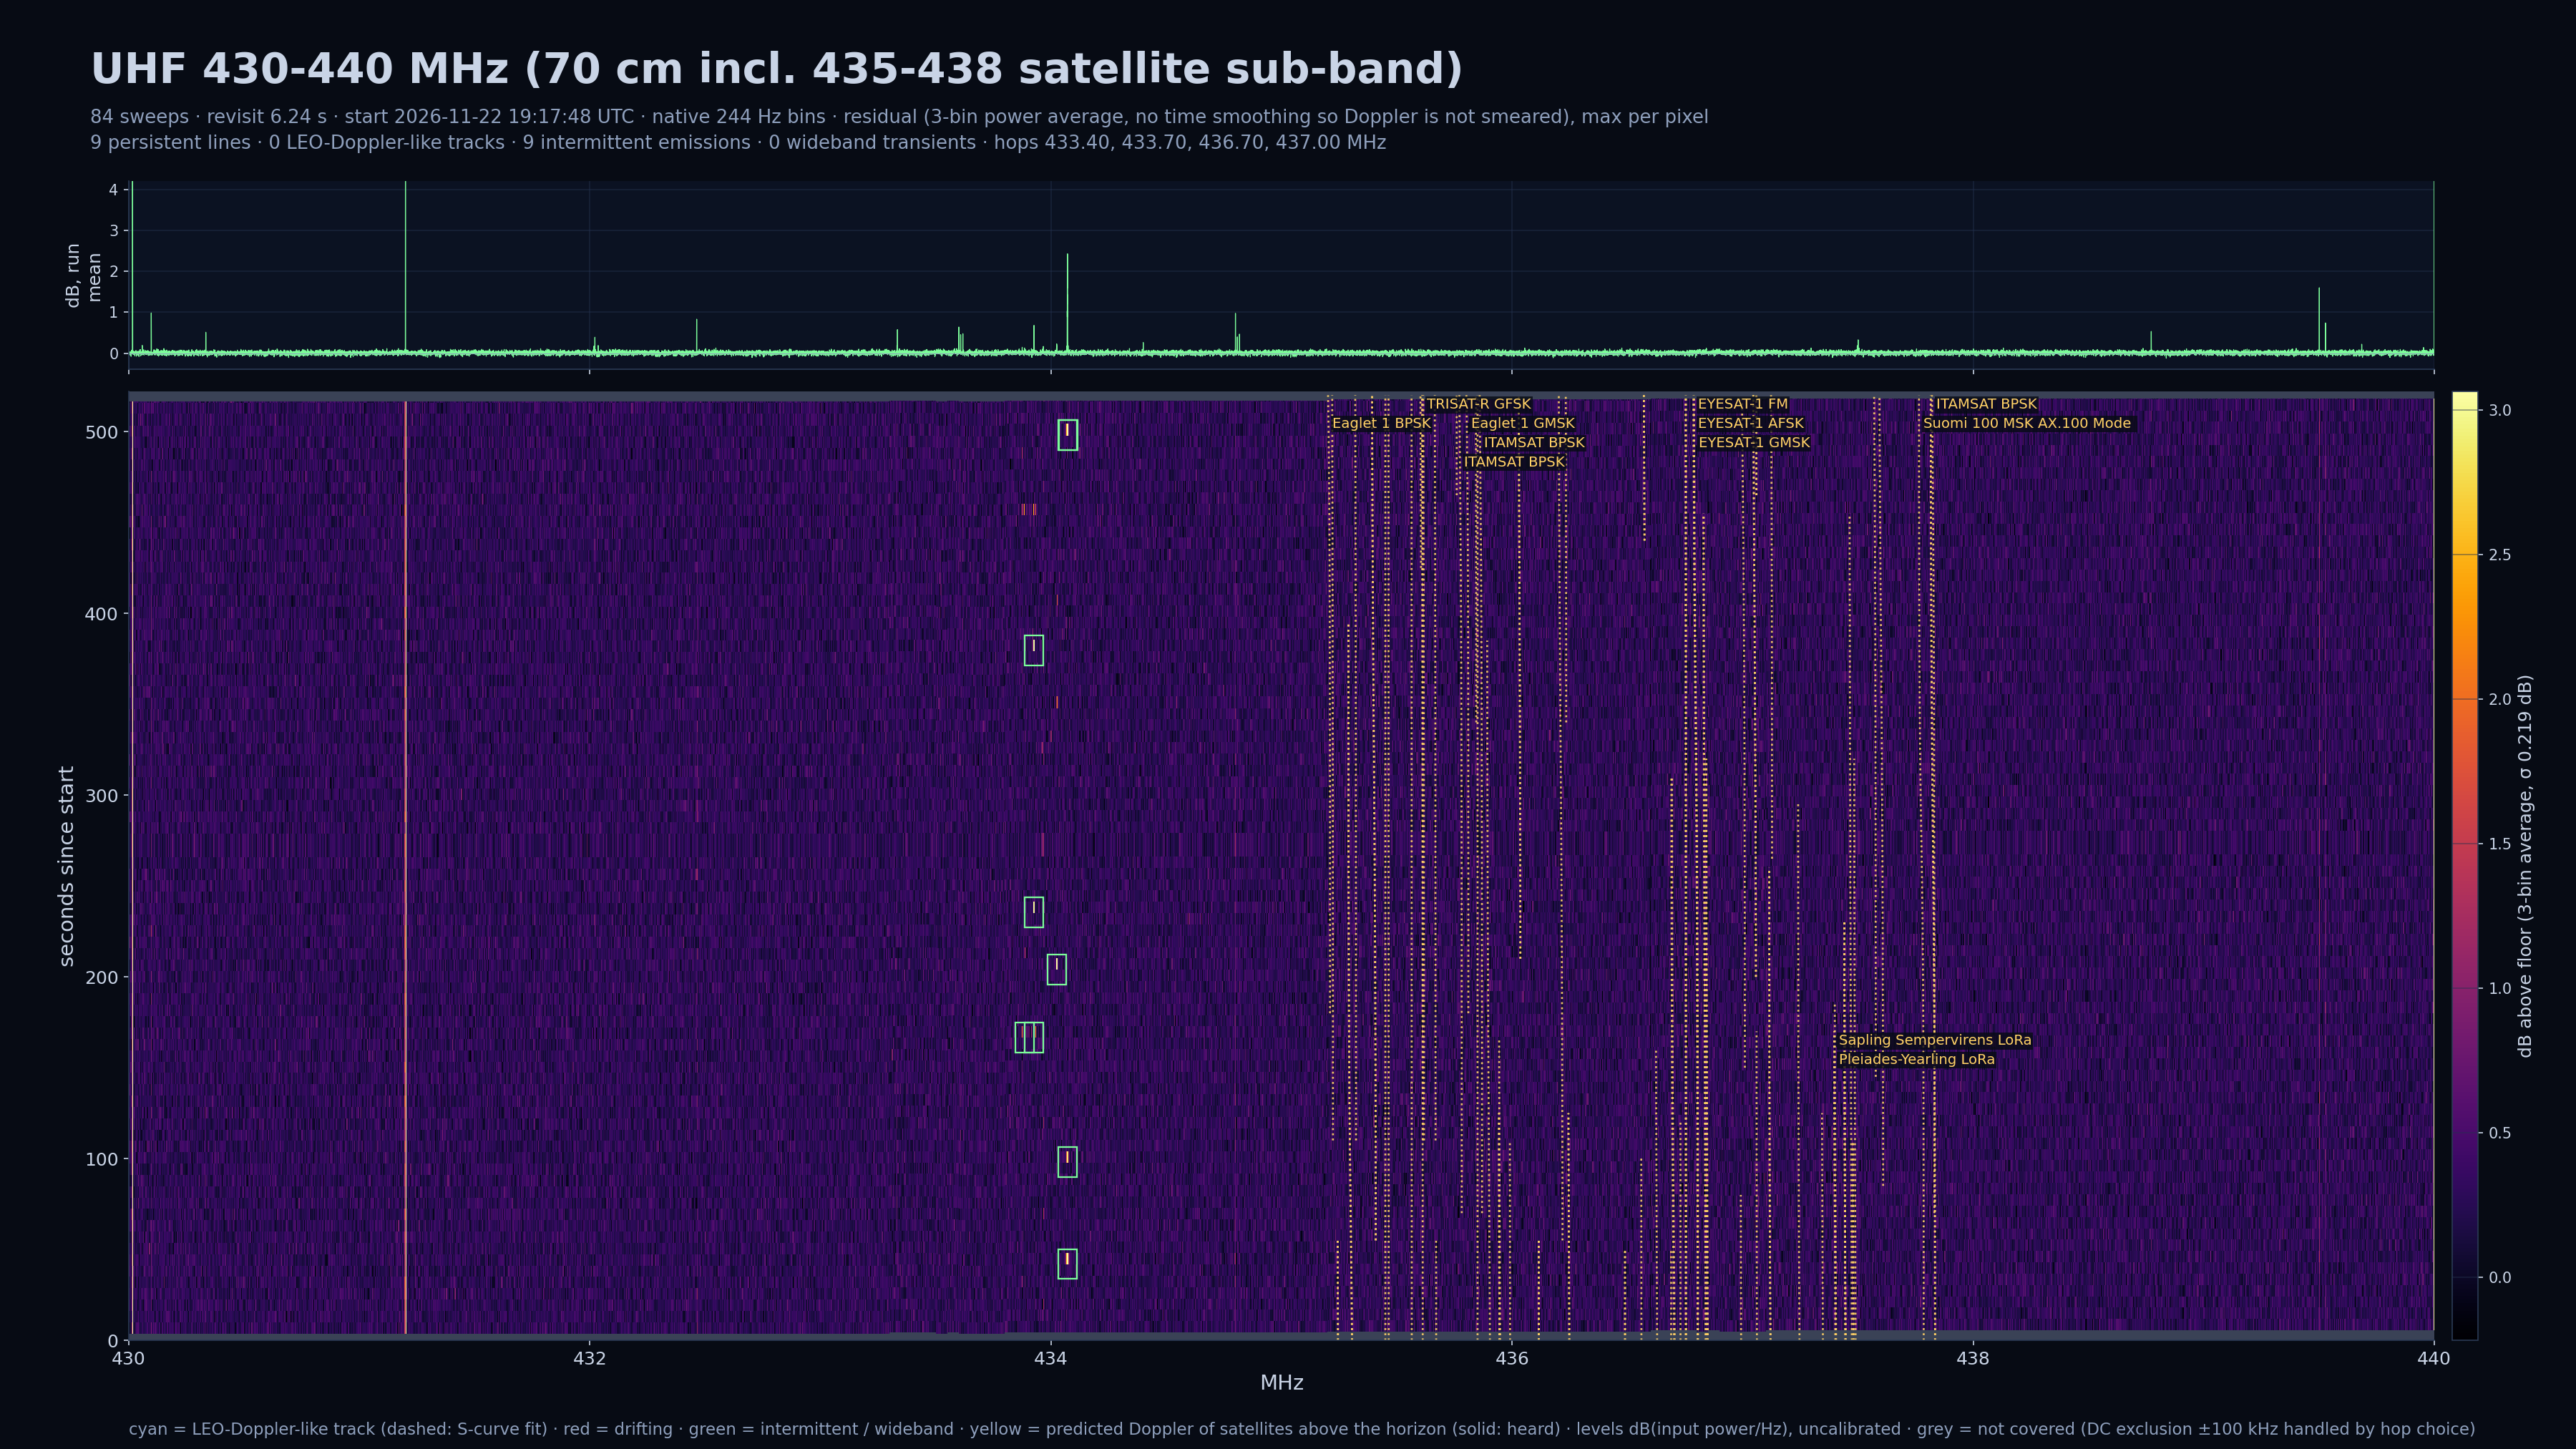 UHF 430-440 MHz (70 cm incl. 435-438 satellite sub-band)
84 sweeps · revisit 6.24 s · start 2026-11-22 19:17:48 UTC · native 244 Hz bins · residual (3-bin power average, no time smoothing so Doppler is not smeared), max per pixel
9 persistent lines · 0 LEO-Doppler-like tracks · 9 intermittent emissions · 0 wideband transients · hops 433.40, 433.70, 436.70, 437.00 MHz
dB, run
mean
4
3
2
1
0
TRISAT-R GFSK
EYESAT-1 FM
ITAMSAT BPSK
Eaglet 1 BPSK
Eaglet 1 GMSK
EYESAT-1 AFSK
Suomi 100 MSK AX.100 Mode
ITAMSAT BPSK
EYESAT-1 GMSK
ITAMSAT BPSK
Sapling Sempervirens LoRa
Pleiades-Yearling LoRa
seconds since start
500
400
300
200
100
0
430
432
434
436
438
440
MHz
3.0
2.5
2.0
1.5
1.0
0.5
0.0
dB above floor (3-bin average, σ 0.219 dB)
cyan = LEO-Doppler-like track (dashed: S-curve fit) · red = drifting · green = intermittent / wideband · yellow = predicted Doppler of satellites above the horizon (solid: heard) · levels dB(input power/Hz), uncalibrated · grey = not covered (DC exclusion ±100 kHz handled by hop choice)